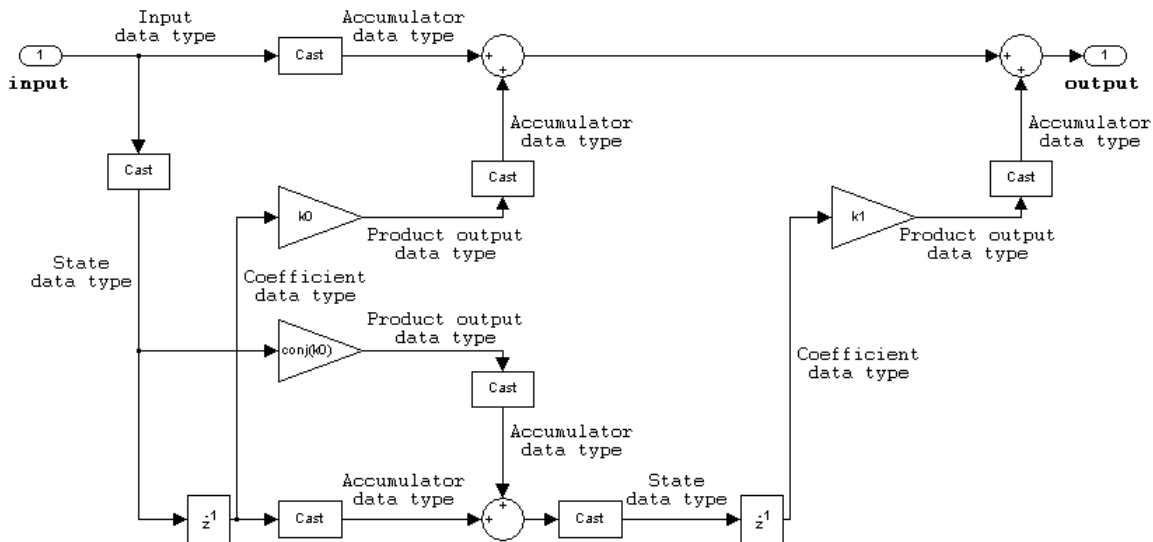 Input
data type
Accumulator
data type
1
input
Cast
+
+
+
+
1
output
Cast
Accumulator
data type
Cast
Accumulator
data type
Cast
k0
k1
Product output
data type
Product output
data type
State
data type
Coefficient
data type
Product output
data type
conj(k0)
Coefficient
data type
Cast
Accumulator
data type
Accumulator
data type
State
data type
z-1
Cast
+
+
Cast
z-1